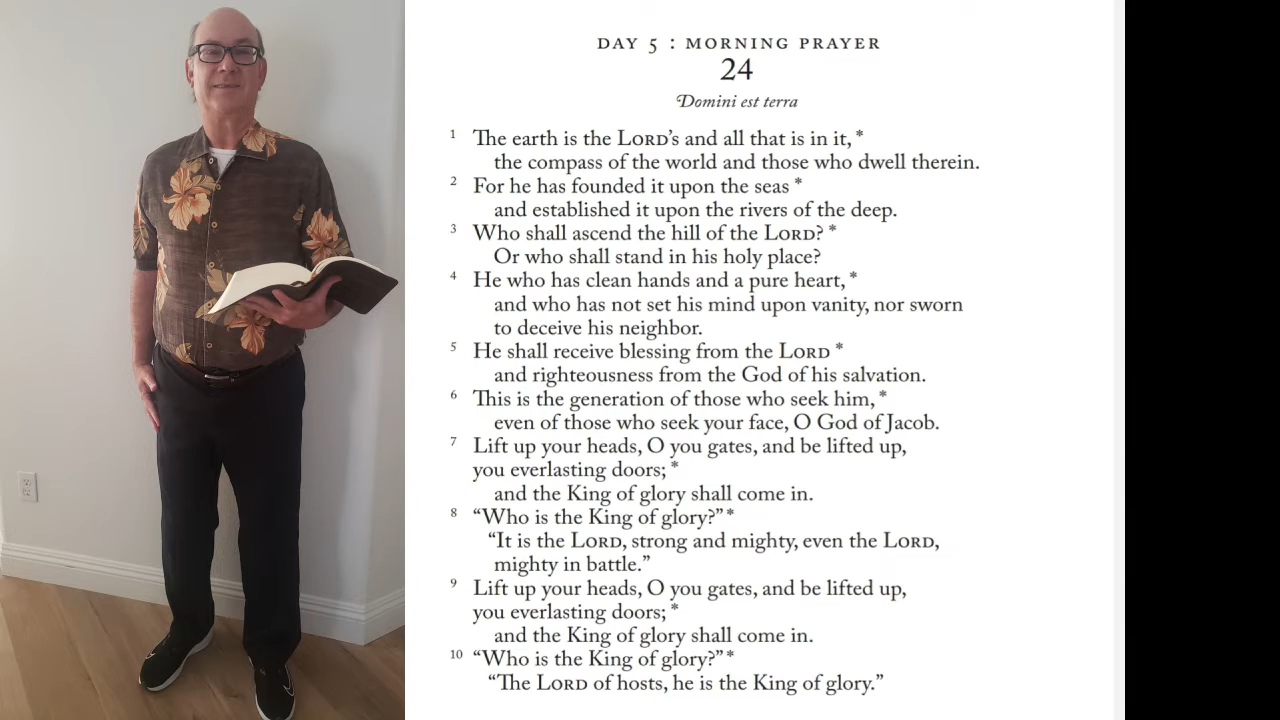 DAY 5 : MORNING PRAYER
24
Domini est terra
1 The earth is the LORD’s and all that is in it, *
the compass of the world and those who dwell therein.
2 For he has founded it upon the seas *
and established it upon the rivers of the deep.
3 Who shall ascend the hill of the LORD? *
Or who shall stand in his holy place?
4 He who has clean hands and a pure heart, *
and who has not set his mind upon vanity, nor sworn
to deceive his neighbor.
5 He shall receive blessing from the LORD *
and righteousness from the God of his salvation.
6 This is the generation of those who seek him, *
even of those who seek your face, O God of Jacob.
7 Lift up your heads, O you gates, and be lifted up,
you everlasting doors; *
and the King of glory shall come in.
8 “Who is the King of glory?” *
“It is the LORD, strong and mighty, even the LORD,
mighty in battle.”
9 Lift up your heads, O you gates, and be lifted up,
you everlasting doors; *
and the King of glory shall come in.
10 “Who is the King of glory?” *
“The LORD of hosts, he is the King of glory.”